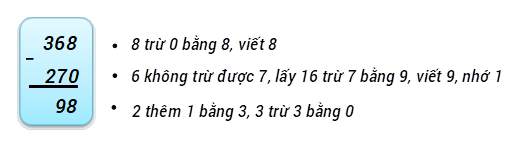 368
–
270
98
• 8 trừ 0 bằng 8, viết 8
• 6 không trừ được 7, lấy 16 trừ 7 bằng 9, viết 9, nhớ 1
• 2 thêm 1 bằng 3, 3 trừ 3 bằng 0